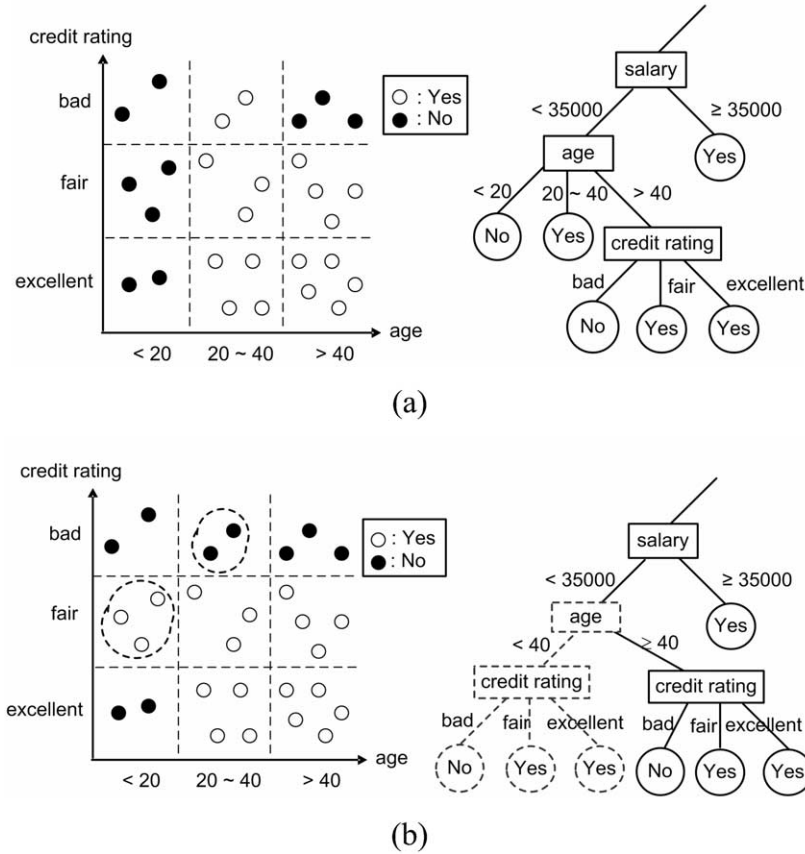 credit rating
bad
fair
excellent
age
< 20
20 ~ 40
> 40
: Yes
: No
salary
< 35000
≥ 35000
age
Yes
< 20
20 ~ 40
> 40
No
Yes
credit rating
bad
fair
excellent
No
Yes
Yes
(a)
credit rating
bad
fair
excellent
age
< 20
20 ~ 40
> 40
: Yes
: No
salary
< 35000
≥ 35000
age
Yes
< 40
≥ 40
credit rating
credit rating
bad
fair
excellent
bad
fair
excellent
No
Yes
Yes
No
Yes
Yes
(b)